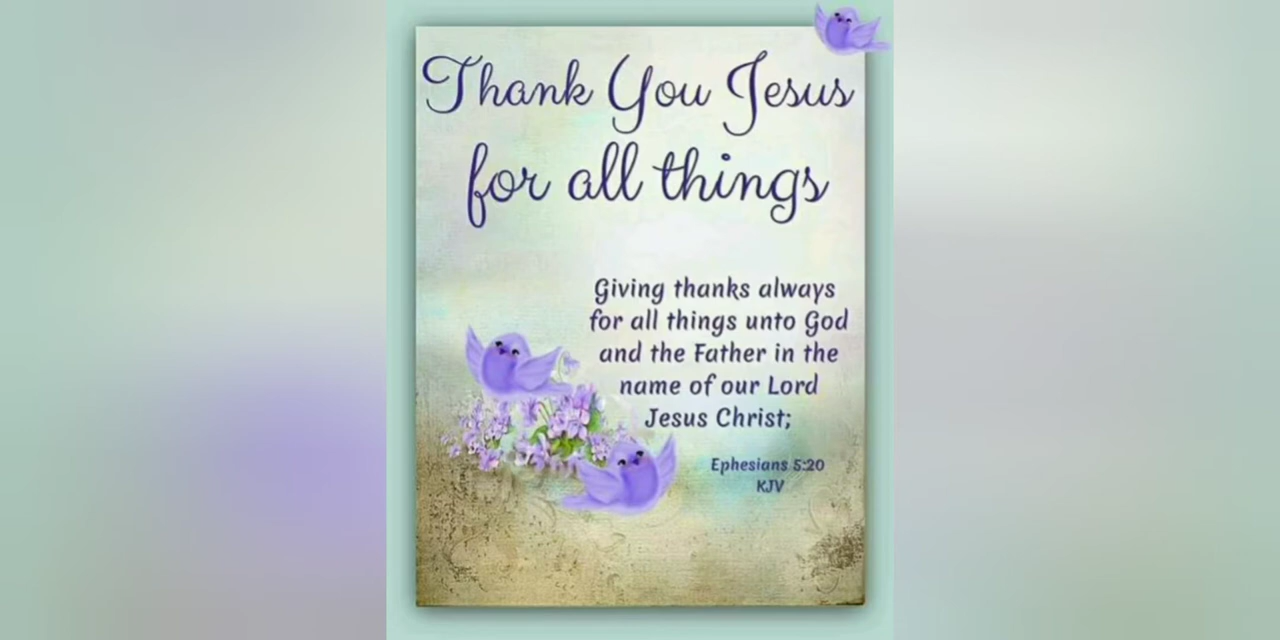 Thank You Jesus
for all things
Giving thanks always
for all things unto God
and the Father in the
name of our Lord
Jesus Christ;
Ephesians 5:20
KJV